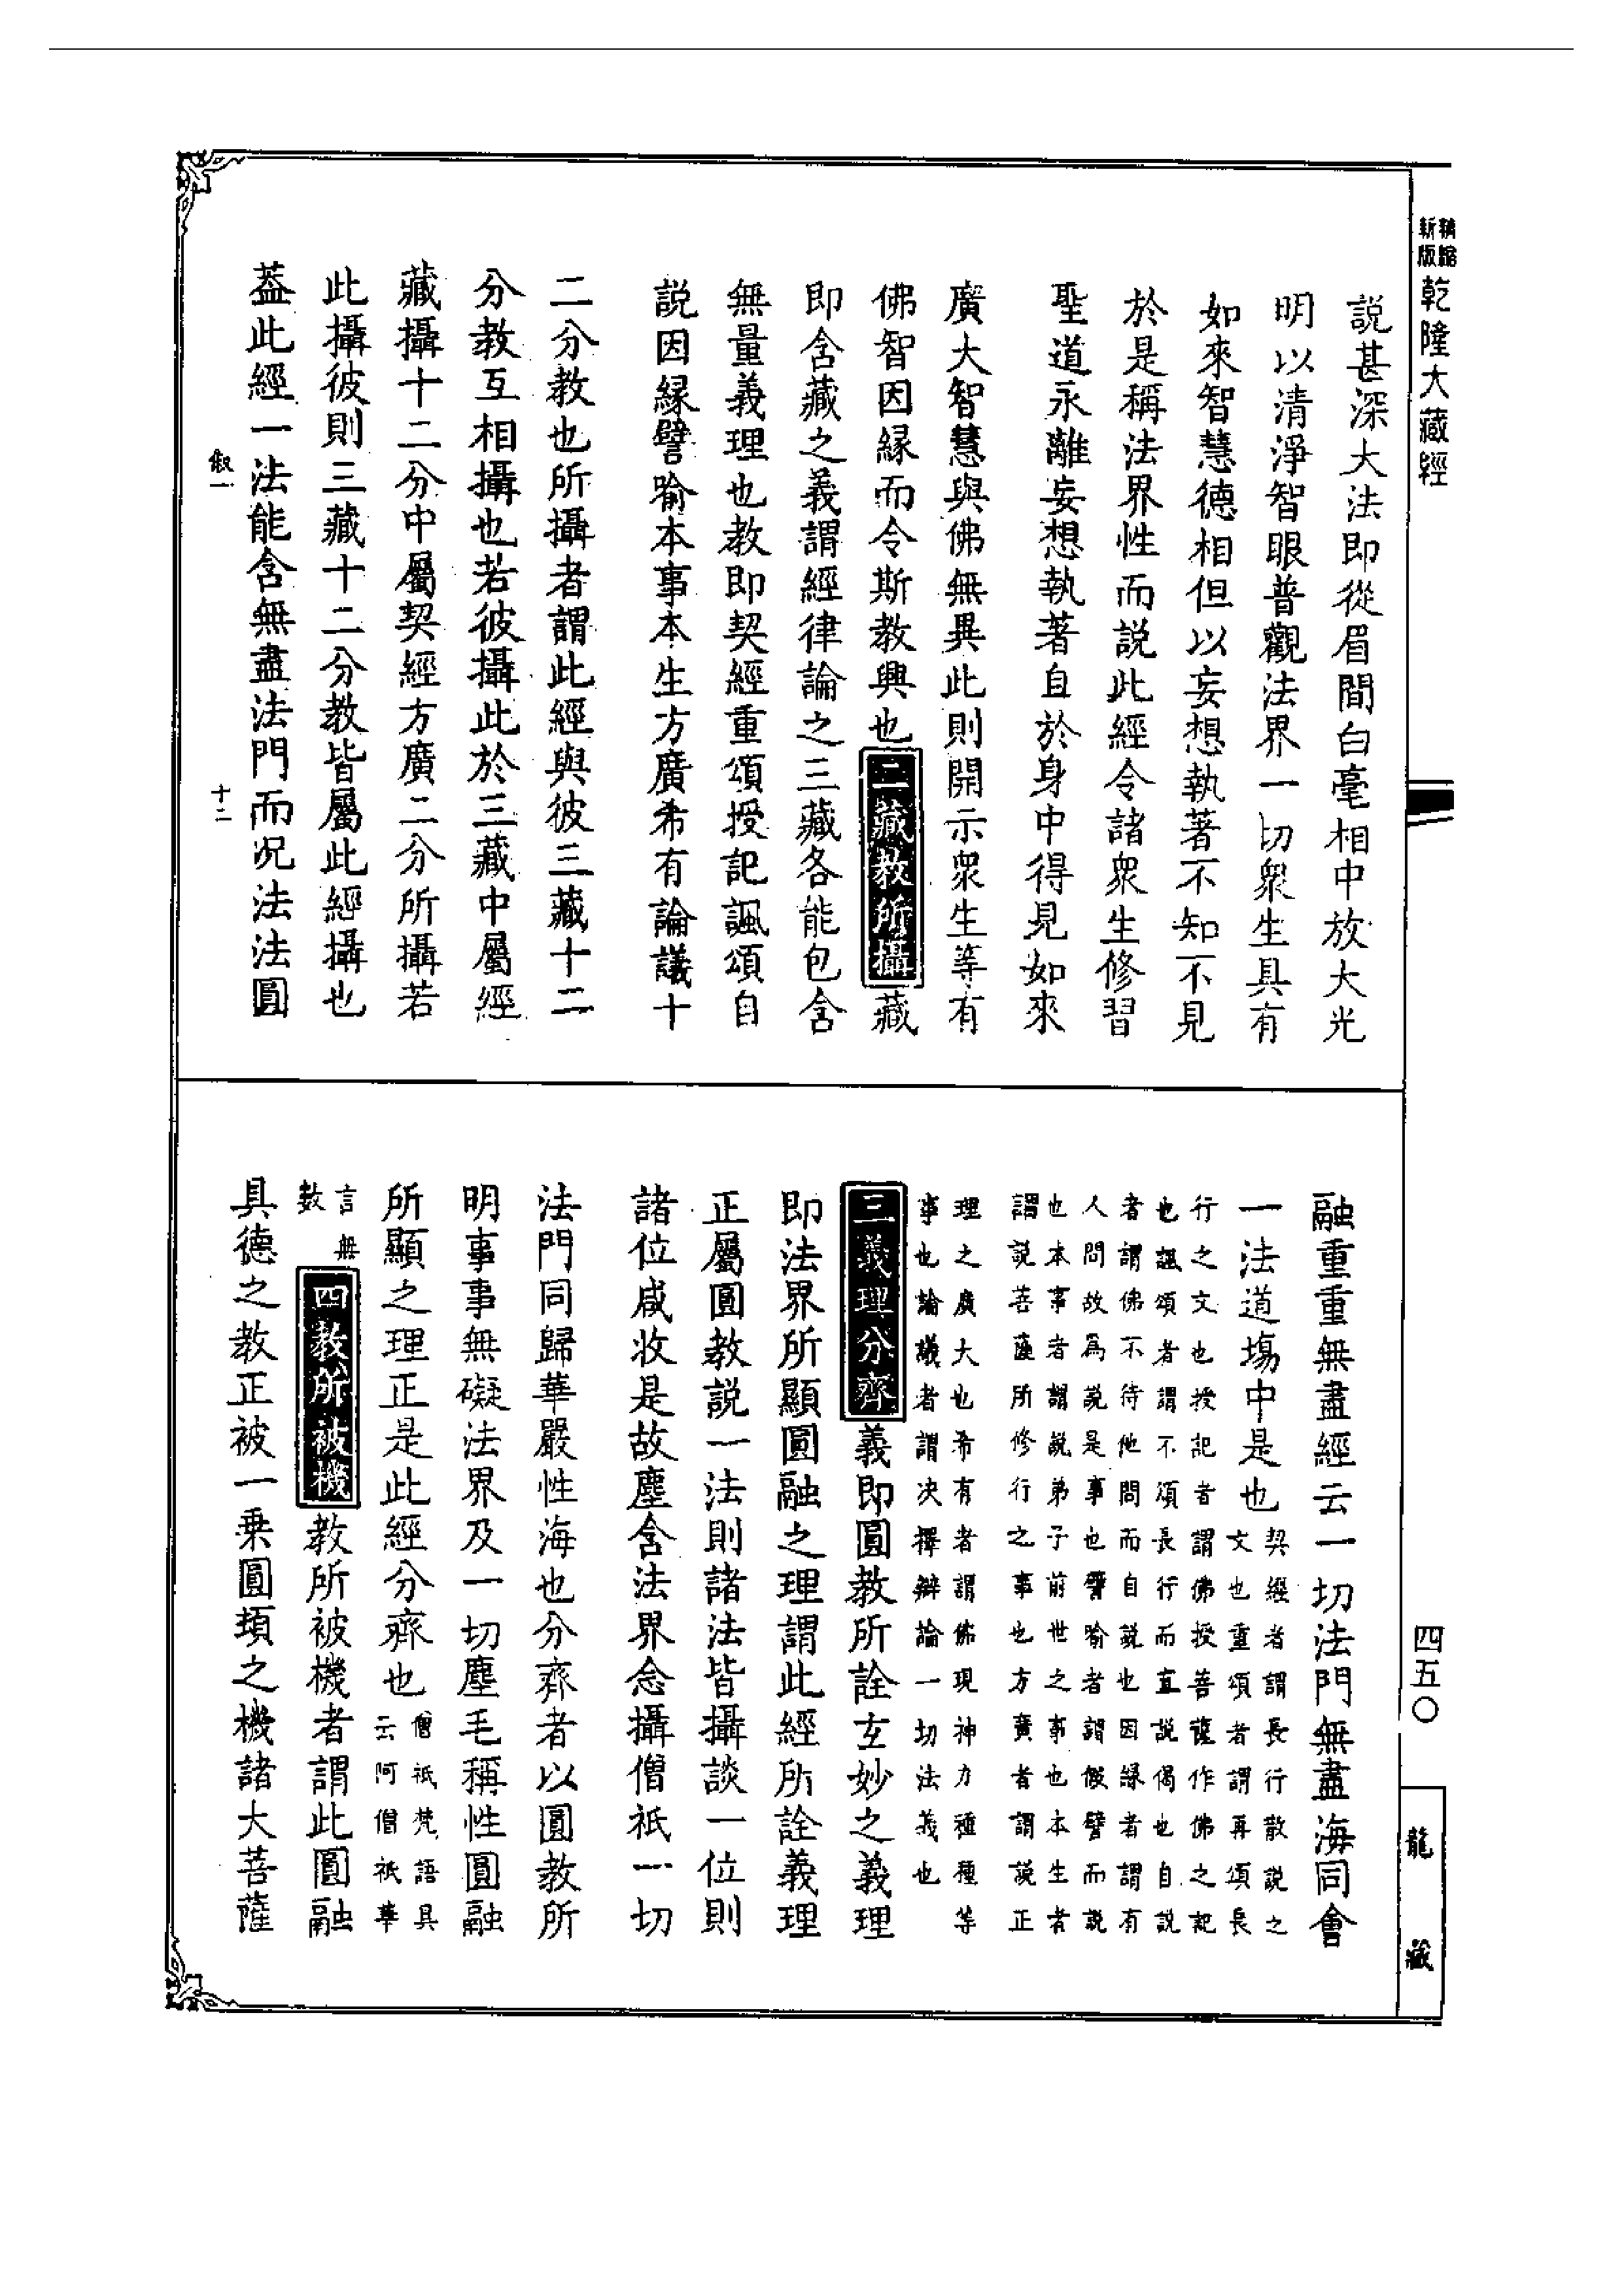 精縮
新版
乾隆大藏經
說甚深大法即從眉間白毫相中放大光
明以清淨智眼普觀法界一切衆生具有
如來智慧德相但以妄想執著不知不見
於是稱法界性而說此經令諸衆生修習
聖道永離妄想執著自於身中得見如來
廣大智慧與佛無異此則開示衆生等有
佛智因緣而令斯教興也二藏教所攝藏
即含藏之義謂經律論之三藏各能包含
無量義理也教即契經重頌授記諷頌自
說因緣譬喻本事本生方廣希有論議十
二分教也所攝者謂此經與彼三藏十二
分教互相攝也若彼攝此於三藏中屬經
藏攝十二分中屬契經方廣二分所攝若
此攝彼則三藏十二分教皆屬此經攝也
葢此經一法能含無盡法門而况法法圓
叙一
十二
融重重無盡經云一切法門無盡海同會
一法道塲中是也
契經者謂長行散說之
文也重頌者謂再頌長
行之文也授記者謂佛授菩薩作佛之記
也諷頌者謂不頌長行而直說偈也自說
者謂佛不待他問而自說也因緣者謂有
人問故爲說是事也譬喻者謂假譬而說
也本事者謂說弟子前世之事也本生者
謂說菩薩所修行之事也方廣者謂說正
理之廣大也希有者謂佛現神力種種等
事也論議者謂決擇辯論一切法義也
三義理分齊義即圓教所詮玄妙之義理
即法界所顯圓融之理謂此經所詮義理
正屬圓教說一法則諸法皆攝談一位則
諸位咸收是故塵含法界念攝僧祇一切
法門同歸華嚴性海也分齊者以圓教所
明事事無礙法界及一切塵毛稱性圓融
所顯之理正是此經分齊也
僧祇梵語具
云阿僧祇華
言無
數
四教所被機教所被機者謂此圓融
具德之教正被一乗圓頓之機諸大菩薩
四五〇
龍藏